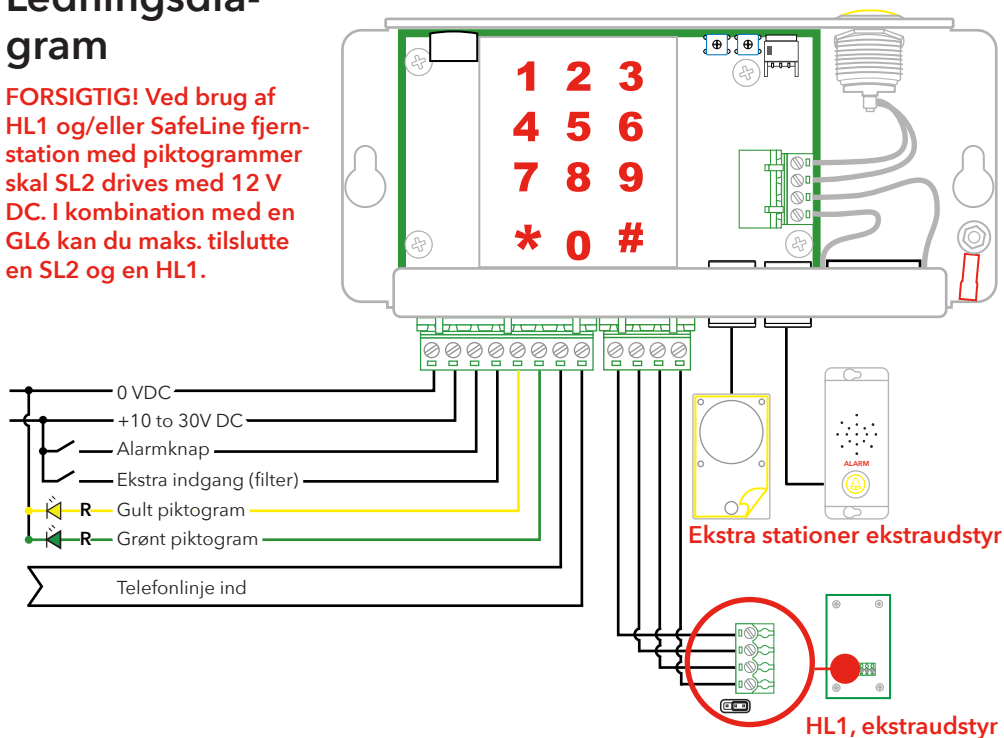 Ledningsdia-
gram
FORSIGTIG! Ved brug af
HL1 og/eller SafeLine fjern-
station med piktogrammer
skal SL2 drives med 12 V
DC. I kombination med en
GL6 kan du maks. tilslutte
en SL2 og en HL1.
1 2 3
4 5 6
7 8 9
* 0 #
0 VDC
+10 to 30V DC
Alarmknap
Ekstra indgang (filter)
R Gult piktogram
R Grønt piktogram
Telefonlinje ind
ALARM
Ekstra stationer ekstraudstyr
HL1, ekstraudstyr